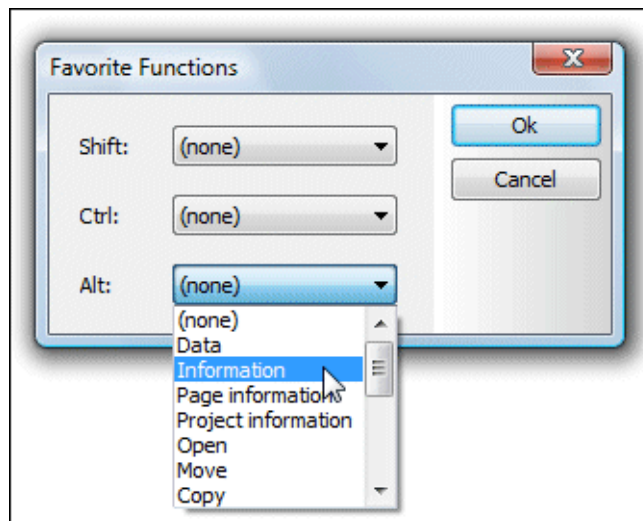 Favorite Functions
Shift: (none)
Ok
Ctrl: (none)
Cancel
Alt: (none)
(none)
Data
Information
Page informations
Project information
Open
Move
Copy